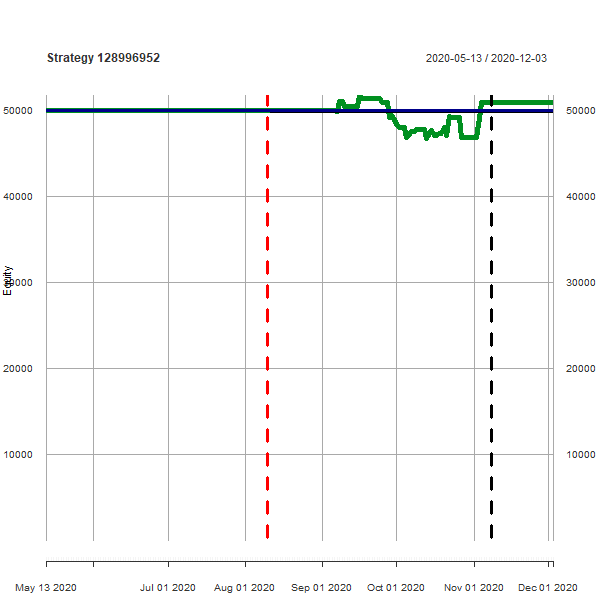 Strategy 128996952
2020-05-13 / 2020-12-03
50000
50000
40000
40000
Equity
30000
30000
20000
20000
10000
10000
May 13 2020
Jul 01 2020
Aug 01 2020
Sep 01 2020
Oct 01 2020
Nov 01 2020
Dec 01 2020